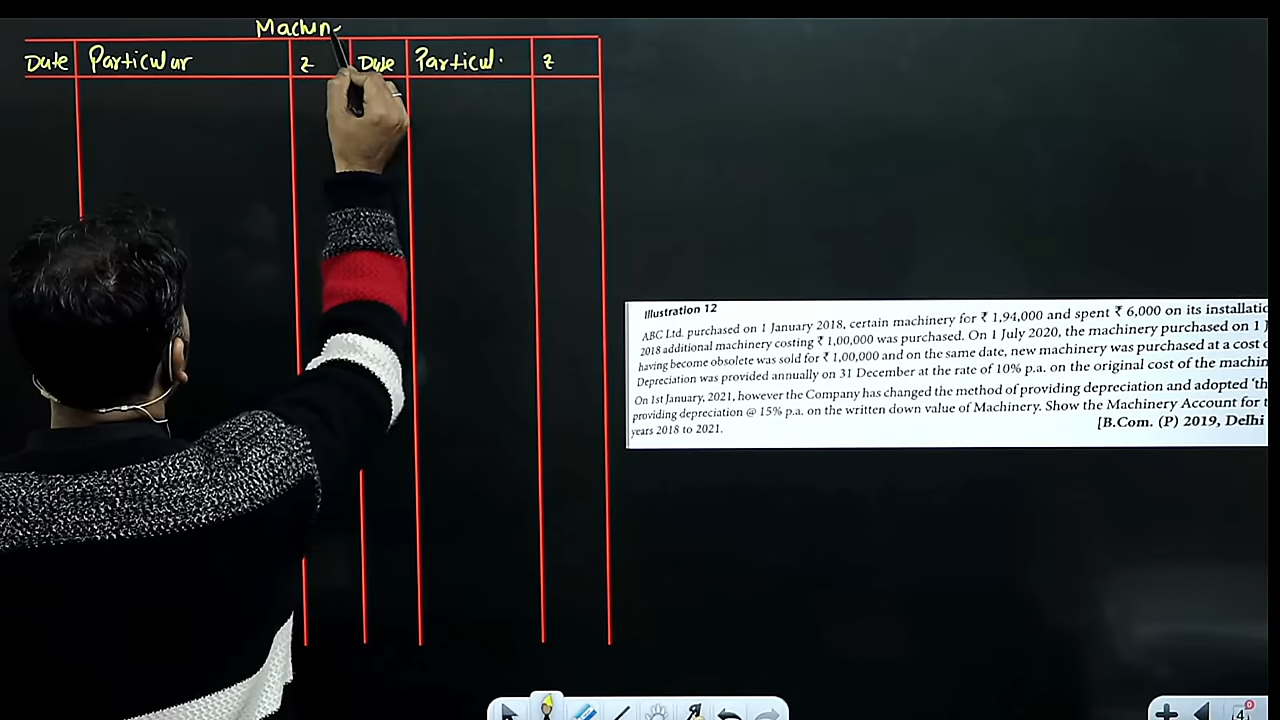 Machin
Date Particular ₹ Date Particul. ₹
Illustration 12
ABC Ltd. purchased on 1 January 2018, certain machinery for ₹ 1,94,000 and spent ₹ 6,000 on its installatio
2018 additional machinery costing ₹ 1,00,000 was purchased. On 1 July 2020, the machinery purchased on 1 J
having become obsolete was sold for ₹ 1,00,000 and on the same date, new machinery was purchased at a cost o
Depreciation was provided annually on 31 December at the rate of 10% p.a. on the original cost of the machin
On 1st January, 2021, however the Company has changed the method of providing depreciation and adopted 'th
providing depreciation @ 15% p.a. on the written down value of Machinery. Show the Machinery Account for t
years 2018 to 2021.
[B.Com. (P) 2019, Delhi